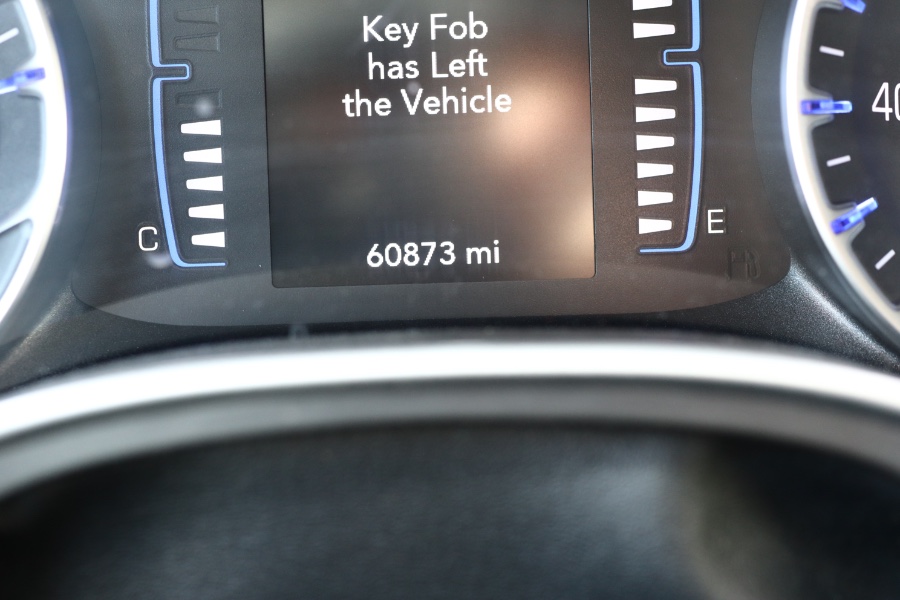 Key Fob
has Left
the Vehicle
60873 mi
C
E